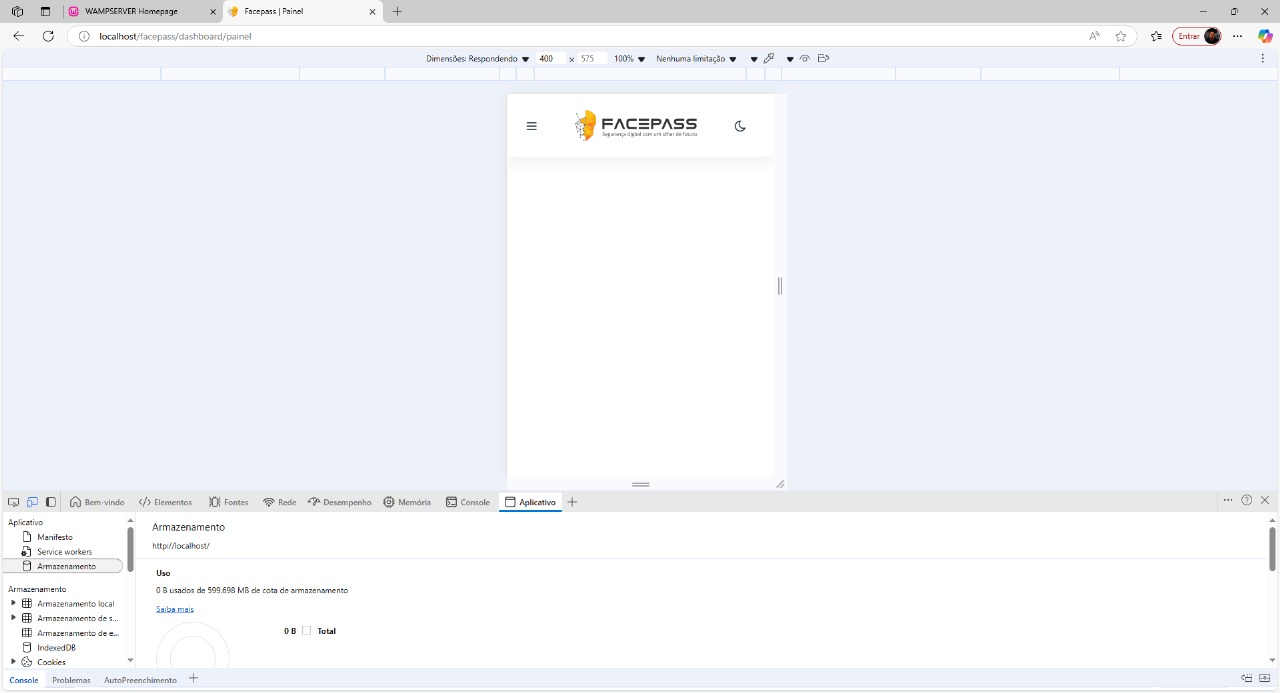 WAMPSERVER Homepage
Facepass | Painel
localhost/facepass/dashboard/painel
Entrar
Dimensões: Respondendo 400 x 575 100% Nenhuma limitação
FACEPASS
Segurança digital com um olhar de futuro
Bem-vindo Elementos Fontes Rede Desempenho Memória Console Aplicativo
Aplicativo
Manifesto
Service workers
Armazenamento
Armazenamento
Armazenamento local
Armazenamento de s...
Armazenamento de e...
IndexedDB
Cookies
Armazenamento
http://localhost/
Uso
0 B usados de 599.698 MB de cota de armazenamento
Saiba mais
0 B Total
Console Problemas AutoPreenchimento